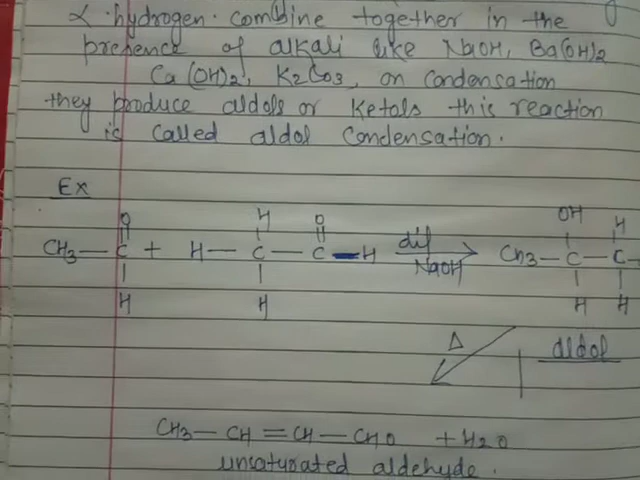 α hydrogen combine together in the
presence of alkali like NaOH, Ba(OH)2
Ca(OH)2, K2CO3, on condensation
they produce aldols or ketals this reaction
is called aldol condensation.
Ex
O H O OH H
CH3 — C + H — C — C — H dil NaOH CH3 — C — C —
H H H H
Δ aldol
CH3 — CH = CH — CHO + H2O
unsaturated aldehyde.